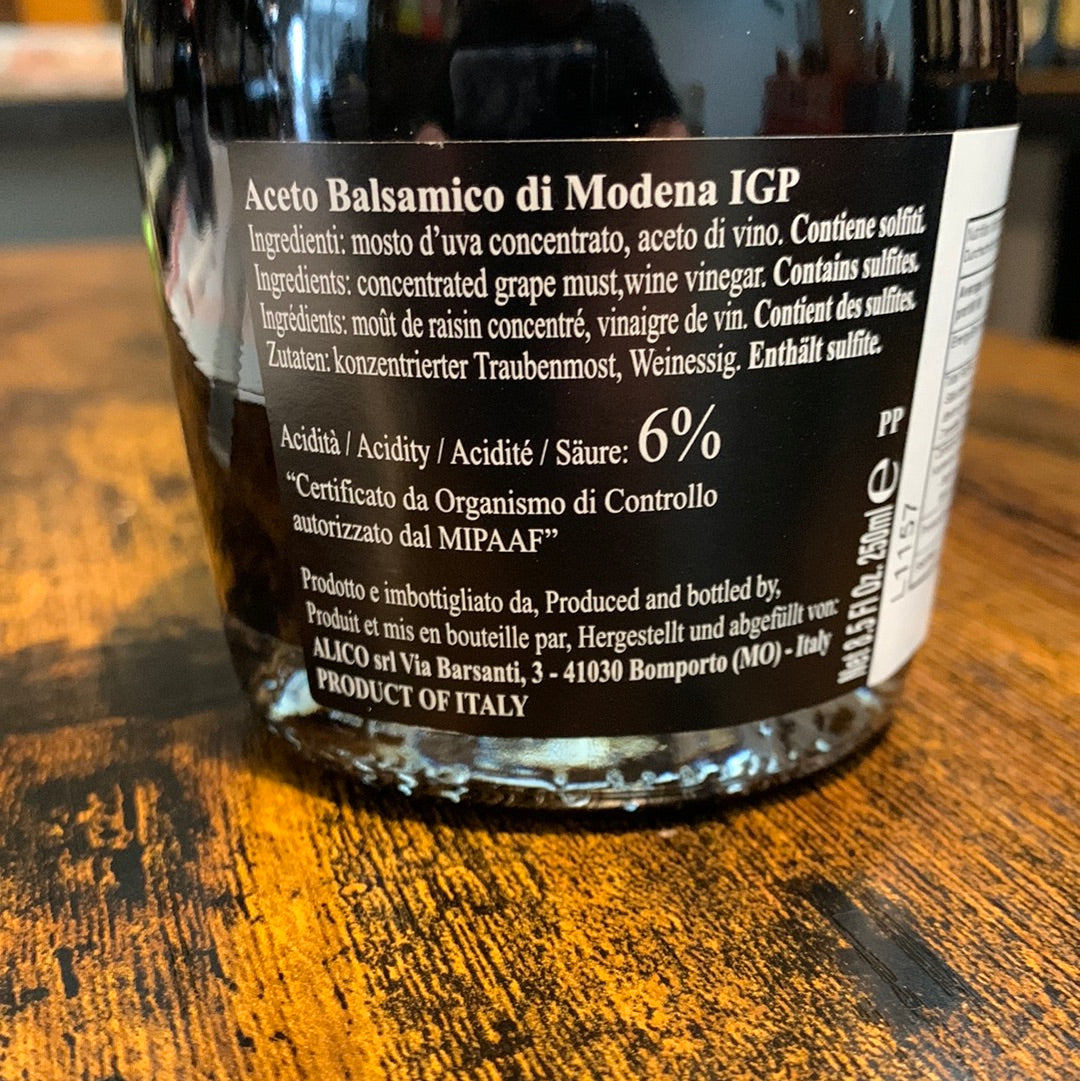 Aceto Balsamico di Modena IGP
Ingredienti: mosto d'uva concentrato, aceto di vino. Contiene solfiti.
Ingredients: concentrated grape must,wine vinegar. Contains sulfites.
Ingrédients: moût de raisin concentré, vinaigre de vin. Contient des sulfites.
Zutaten: konzentrierter Traubenmost, Weinessig. Enthält sulfite.
Acidità / Acidity / Acidité / Säure: 6%
“Certificato da Organismo di Controllo
autorizzato dal MIPAAF”
Prodotto e imbottigliato da, Produced and bottled by,
Produit et mis en bouteille par, Hergestellt und abgefüllt von:
ALICO srl Via Barsanti, 3 - 41030 Bomporto (MO) - Italy
PRODUCT OF ITALY
Net 8.5 Fl Oz. 250ml e PP
L1157